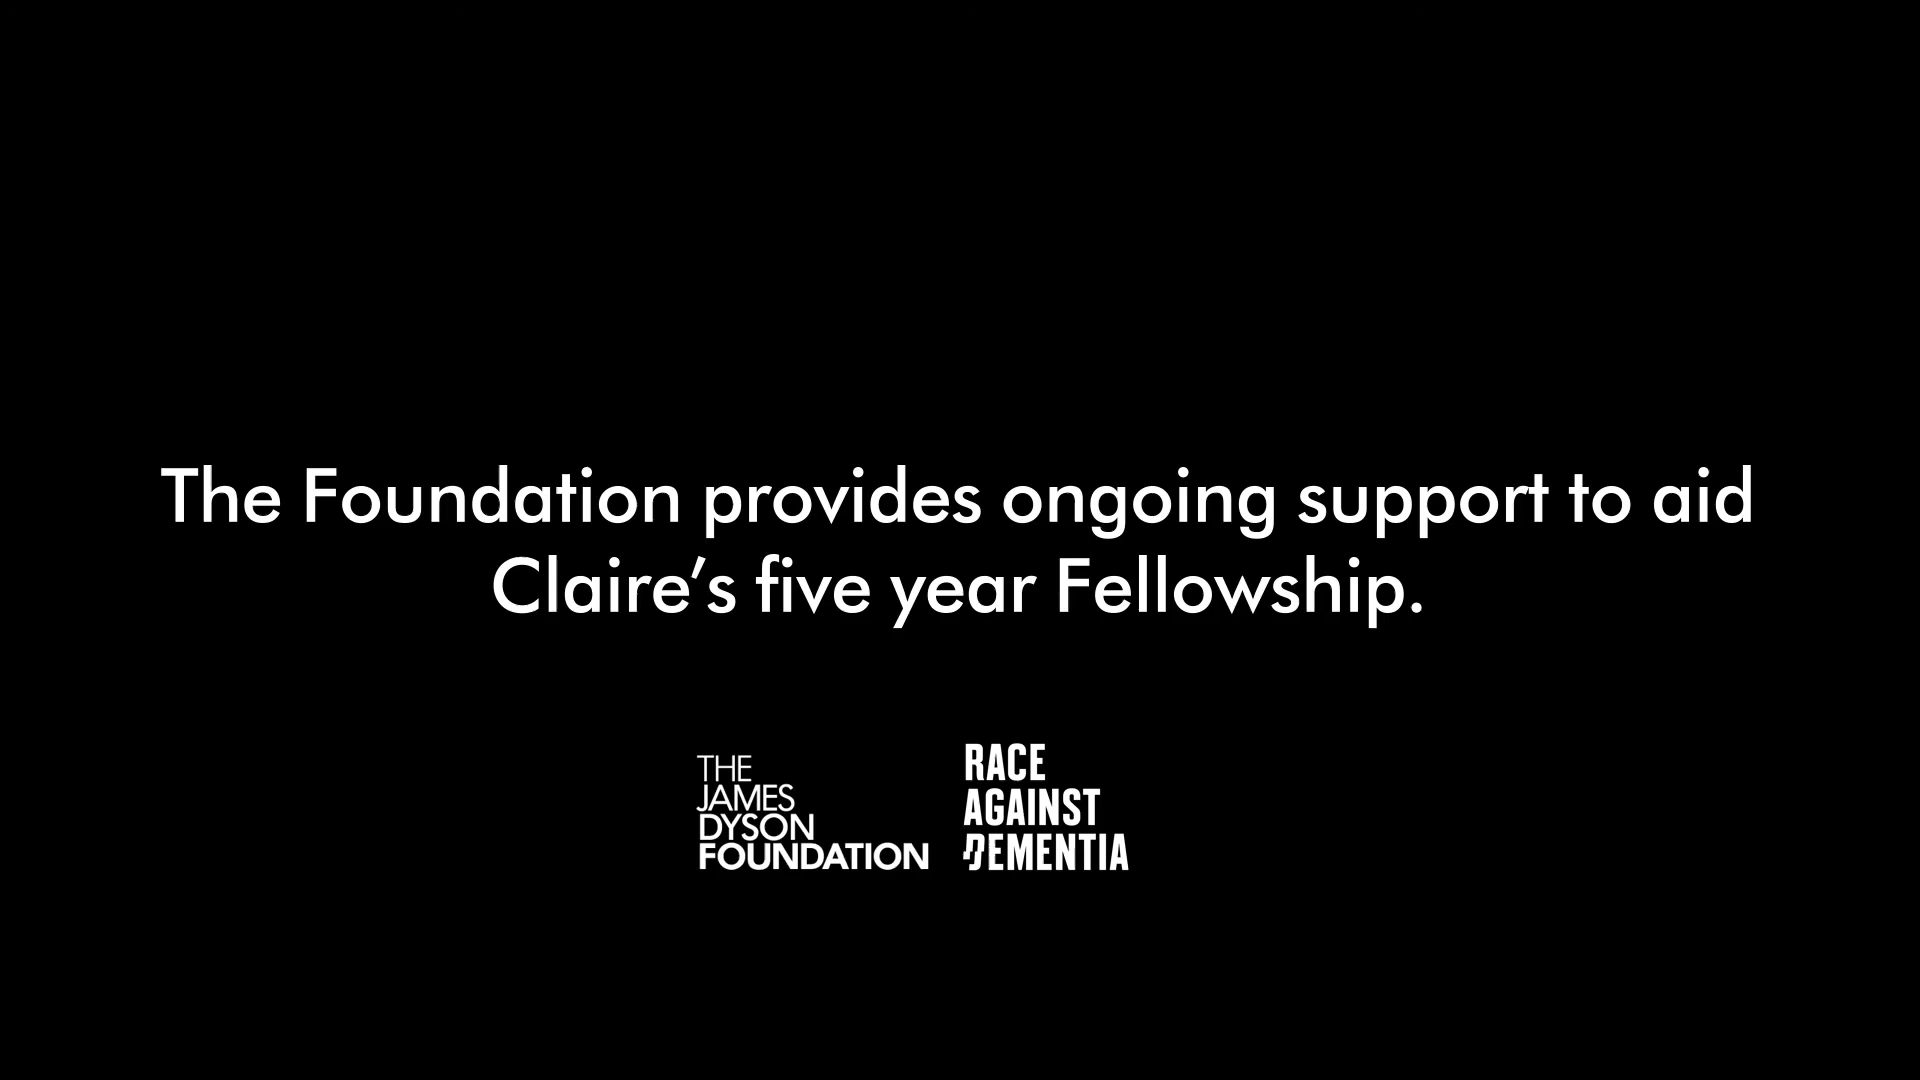 The Foundation provides ongoing support to aid
Claire’s five year Fellowship.
THE
JAMES
DYSON
FOUNDATION
RACE
AGAINST
DEMENTIA